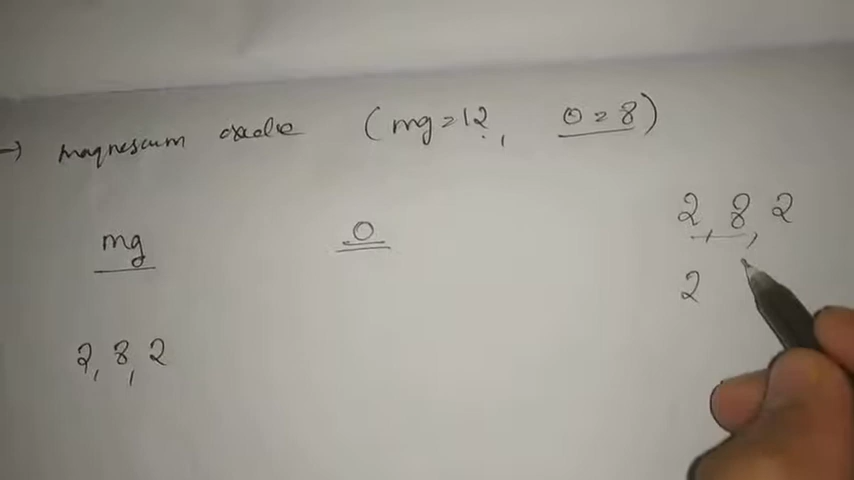 → magnesium oxide (mg=12, O = 8)
mg O 2, 8, 2
2
2, 8, 2